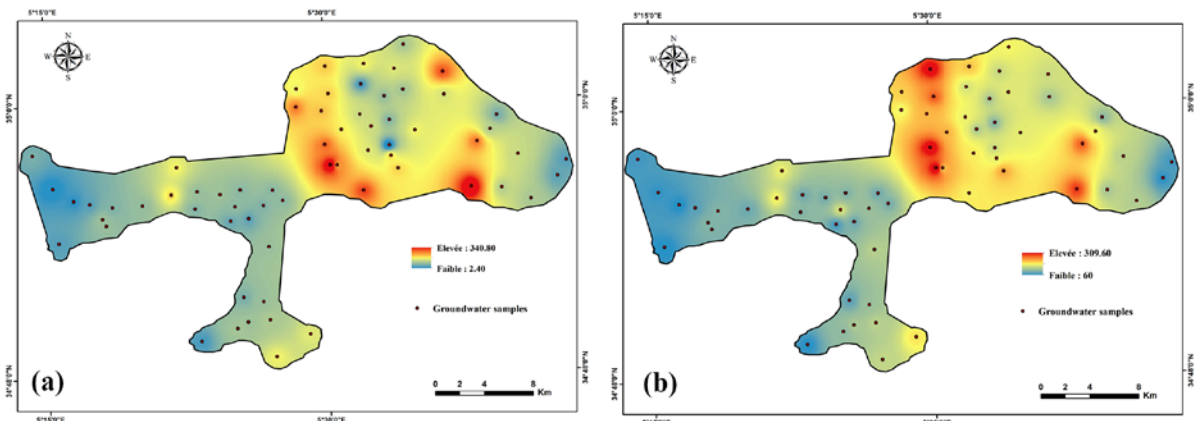 5°15'0"E
5°30'0"E
N
W
E
S
35°0'0"N
35°0'0"N
Elevée : 340.80
Faible : 2.40
Groundwater samples
(a)
0 2 4 8
Km
34°48'0"N
34°48'0"N
5°15'0"E
5°30'0"E
5°15'0"E
5°30'0"E
N
W
E
S
35°0'0"N
35°0'0"N
Elevée : 309.60
Faible : 60
Groundwater samples
(b)
0 2 4 8
Km
34°48'0"N
34°48'0"N